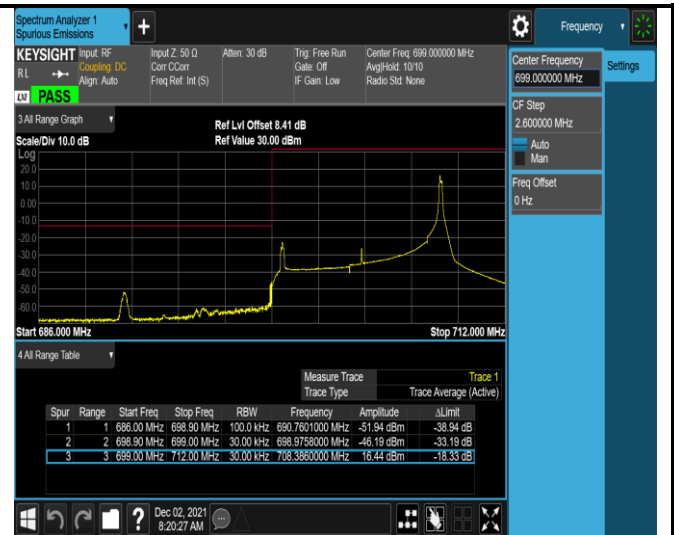 Spectrum Analyzer 1
Spurious Emissions
+
Frequency
KEYSIGHT Input: RF Input Z: 50 Ω Atten: 30 dB Trig: Free Run Center Freq: 699.000000 MHz
RL Coupling: DC Corr CCorr Gate: Off Avg|Hold: 10/10
Align: Auto Freq Ref: Int (S) IF Gain: Low Radio Std: None
LXI PASS
Center Frequency
699.000000 MHz
Settings
CF Step
2.600000 MHz
Auto
Man
Freq Offset
0 Hz
3 All Range Graph
Ref Lvl Offset 8.41 dB
Scale/Div 10.0 dB Ref Value 30.00 dBm
Log
20.0
10.0
0.00
-10.0
-20.0
-30.0
-40.0
-50.0
-60.0
Start 686.000 MHz Stop 712.000 MHz
4 All Range Table
Measure Trace Trace 1
Trace Type Trace Average (Active)
Spur Range Start Freq Stop Freq RBW Frequency Amplitude ΔLimit
1 1 686.00 MHz 698.90 MHz 100.0 kHz 690.7601000 MHz -51.94 dBm -38.94 dB
2 2 698.90 MHz 699.00 MHz 30.00 kHz 698.9758000 MHz -46.19 dBm -33.19 dB
3 3 699.00 MHz 712.00 MHz 30.00 kHz 708.3860000 MHz 16.44 dBm -18.33 dB
? Dec 02, 2021
8:20:27 AM